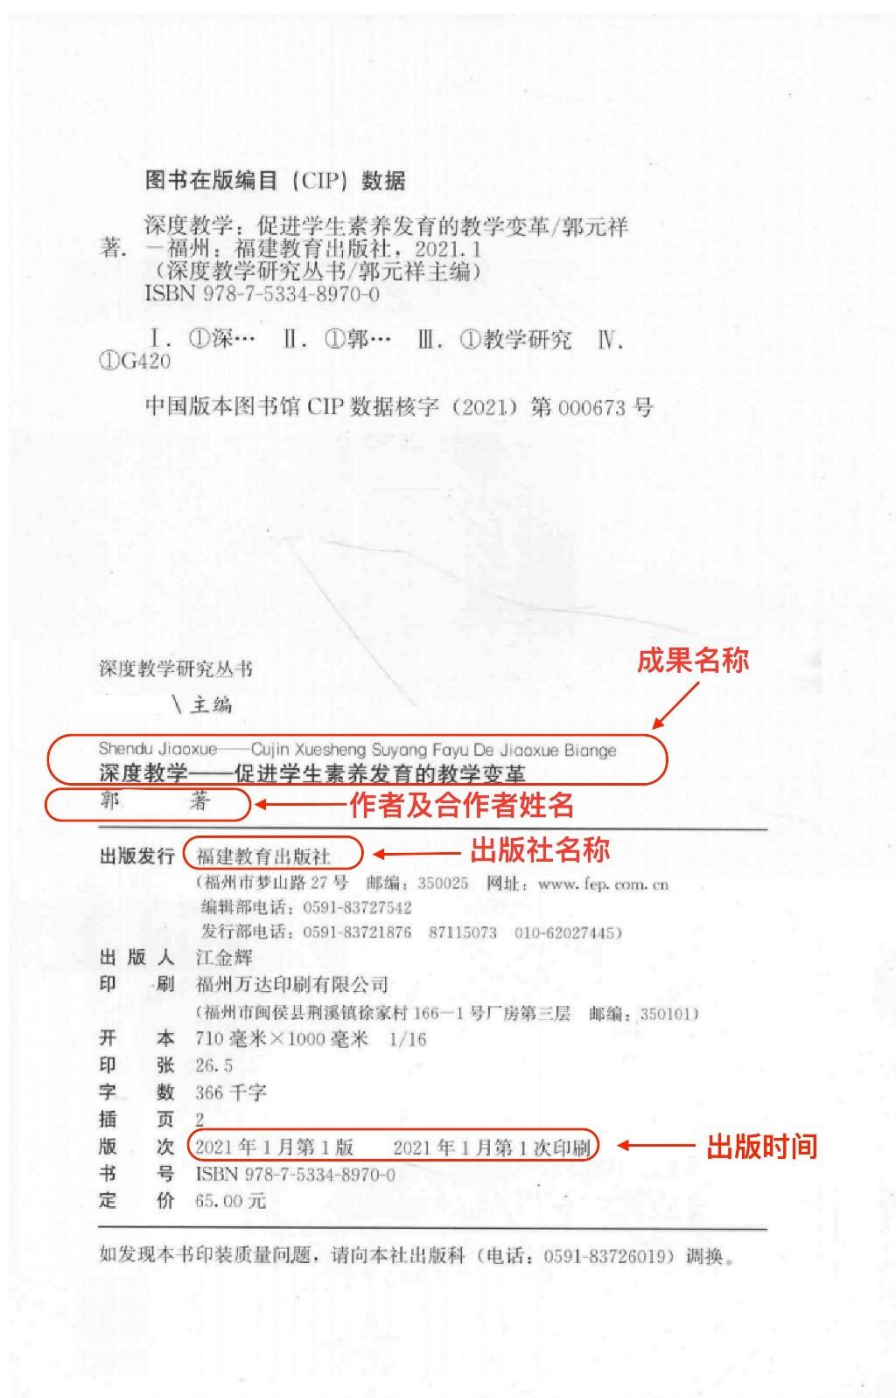 图书在版编目（CIP）数据
深度教学：促进学生素养发育的教学变革/郭元祥
著．—福州：福建教育出版社，2021.1
（深度教学研究丛书/郭元祥主编）
ISBN 978-7-5334-8970-0
Ⅰ．①深… Ⅱ．①郭… Ⅲ．①教学研究 Ⅳ．
①G420
中国版本图书馆 CIP 数据核字（2021）第 000673 号
成果名称
深度教学研究丛书
\ 主编
Shendu Jiaoxue——Cujin Xuesheng Suyang Fayu De Jiaoxue Biange
深度教学——促进学生素养发育的教学变革
郭 著
作者及合作者姓名
出版发行 福建教育出版社
出版社名称
（福州市梦山路 27 号 邮编：350025 网址：www.fep.com.cn
编辑部电话：0591-83727542
发行部电话：0591-83721876 87115073 010-62027445）
出 版 人 江金辉
印 刷 福州万达印刷有限公司
（福州市闽侯县荆溪镇徐家村 166—1 号厂房第三层 邮编：350101）
开 本 710 毫米×1000 毫米 1/16
印 张 26.5
字 数 366 千字
插 页 2
版 次 2021 年 1 月第 1 版 2021 年 1 月第 1 次印刷
出版时间
书 号 ISBN 978-7-5334-8970-0
定 价 65.00 元
如发现本书印装质量问题，请向本社出版科（电话：0591-83726019）调换。